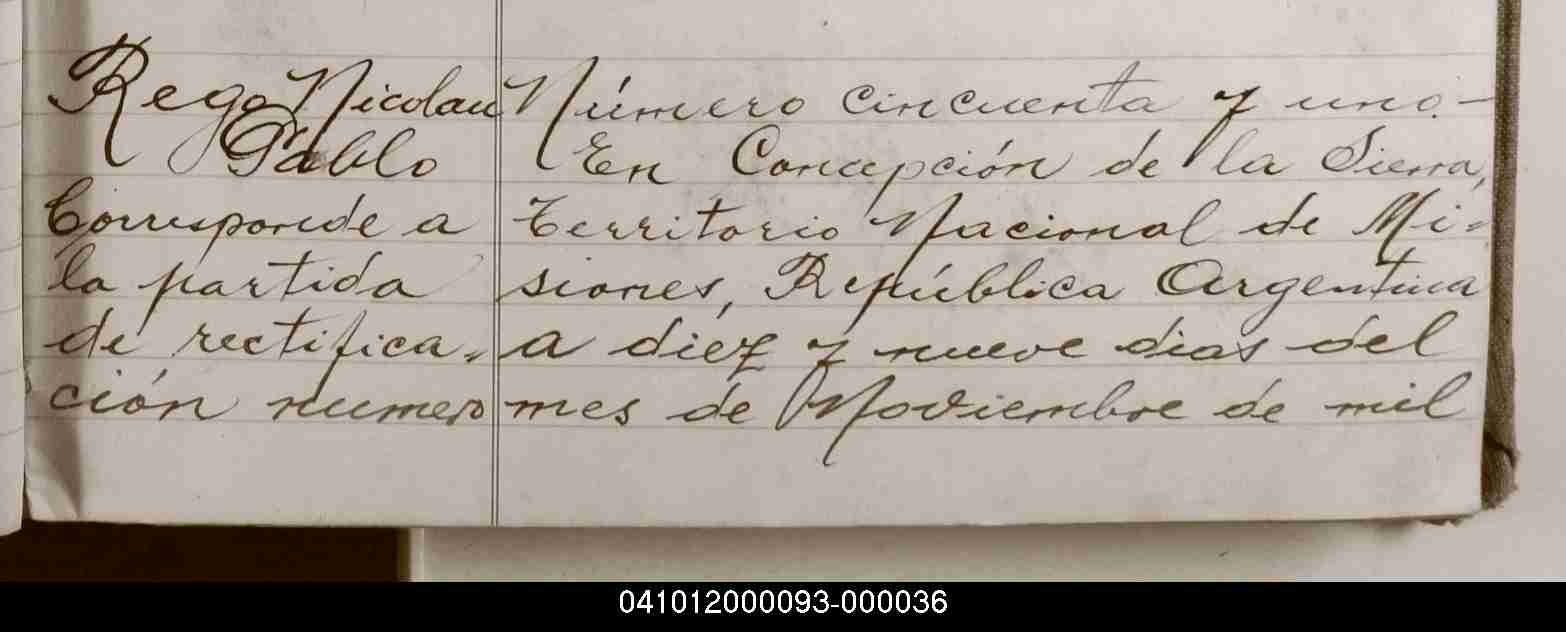 Rego Nicolau
Pablo
Corresponde a
la partida
de rectifica=
ción numero
Número cincuenta y uno.—
En Concepción de la Sierra,
Territorio Nacional de Mi=
siones, República Argentina
a diez y nueve dias del
mes de Noviembre de mil
041012000093-000036